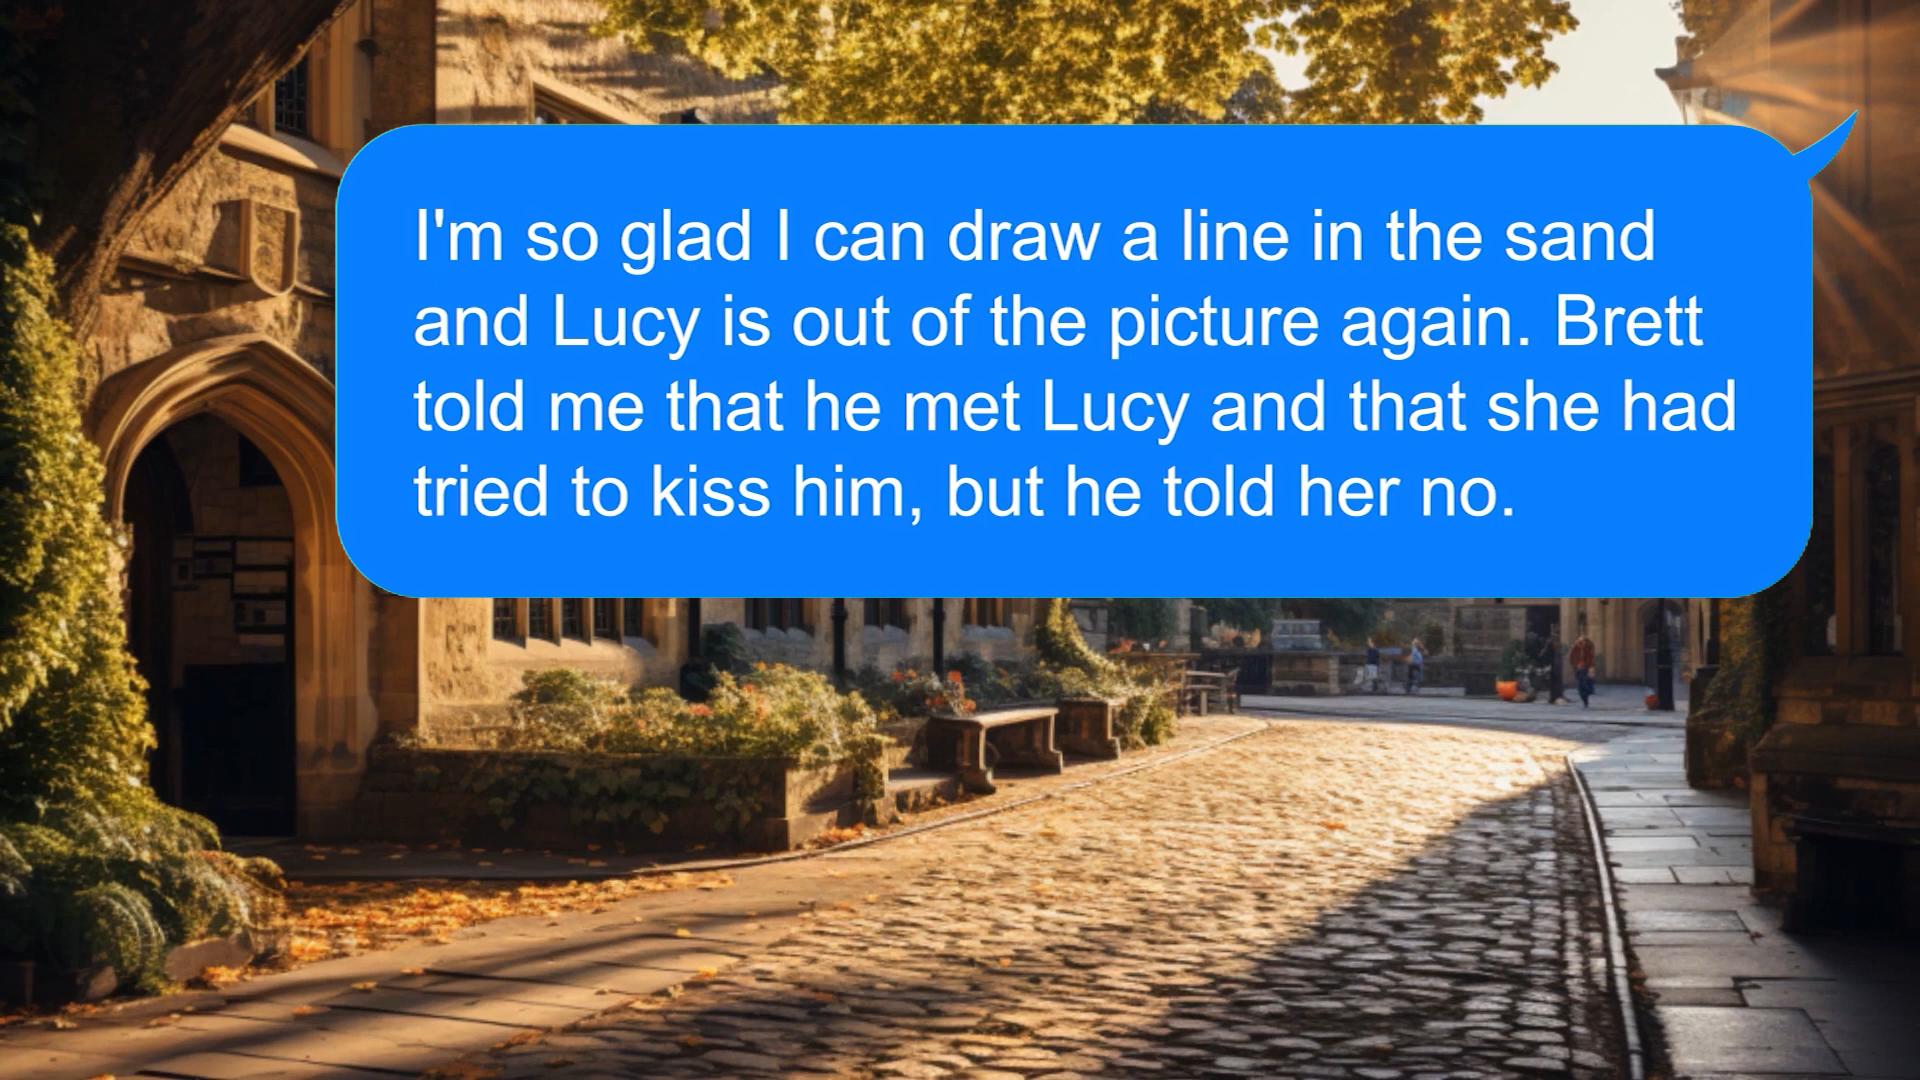 I'm so glad I can draw a line in the sand
and Lucy is out of the picture again. Brett
told me that he met Lucy and that she had
tried to kiss him, but he told her no.